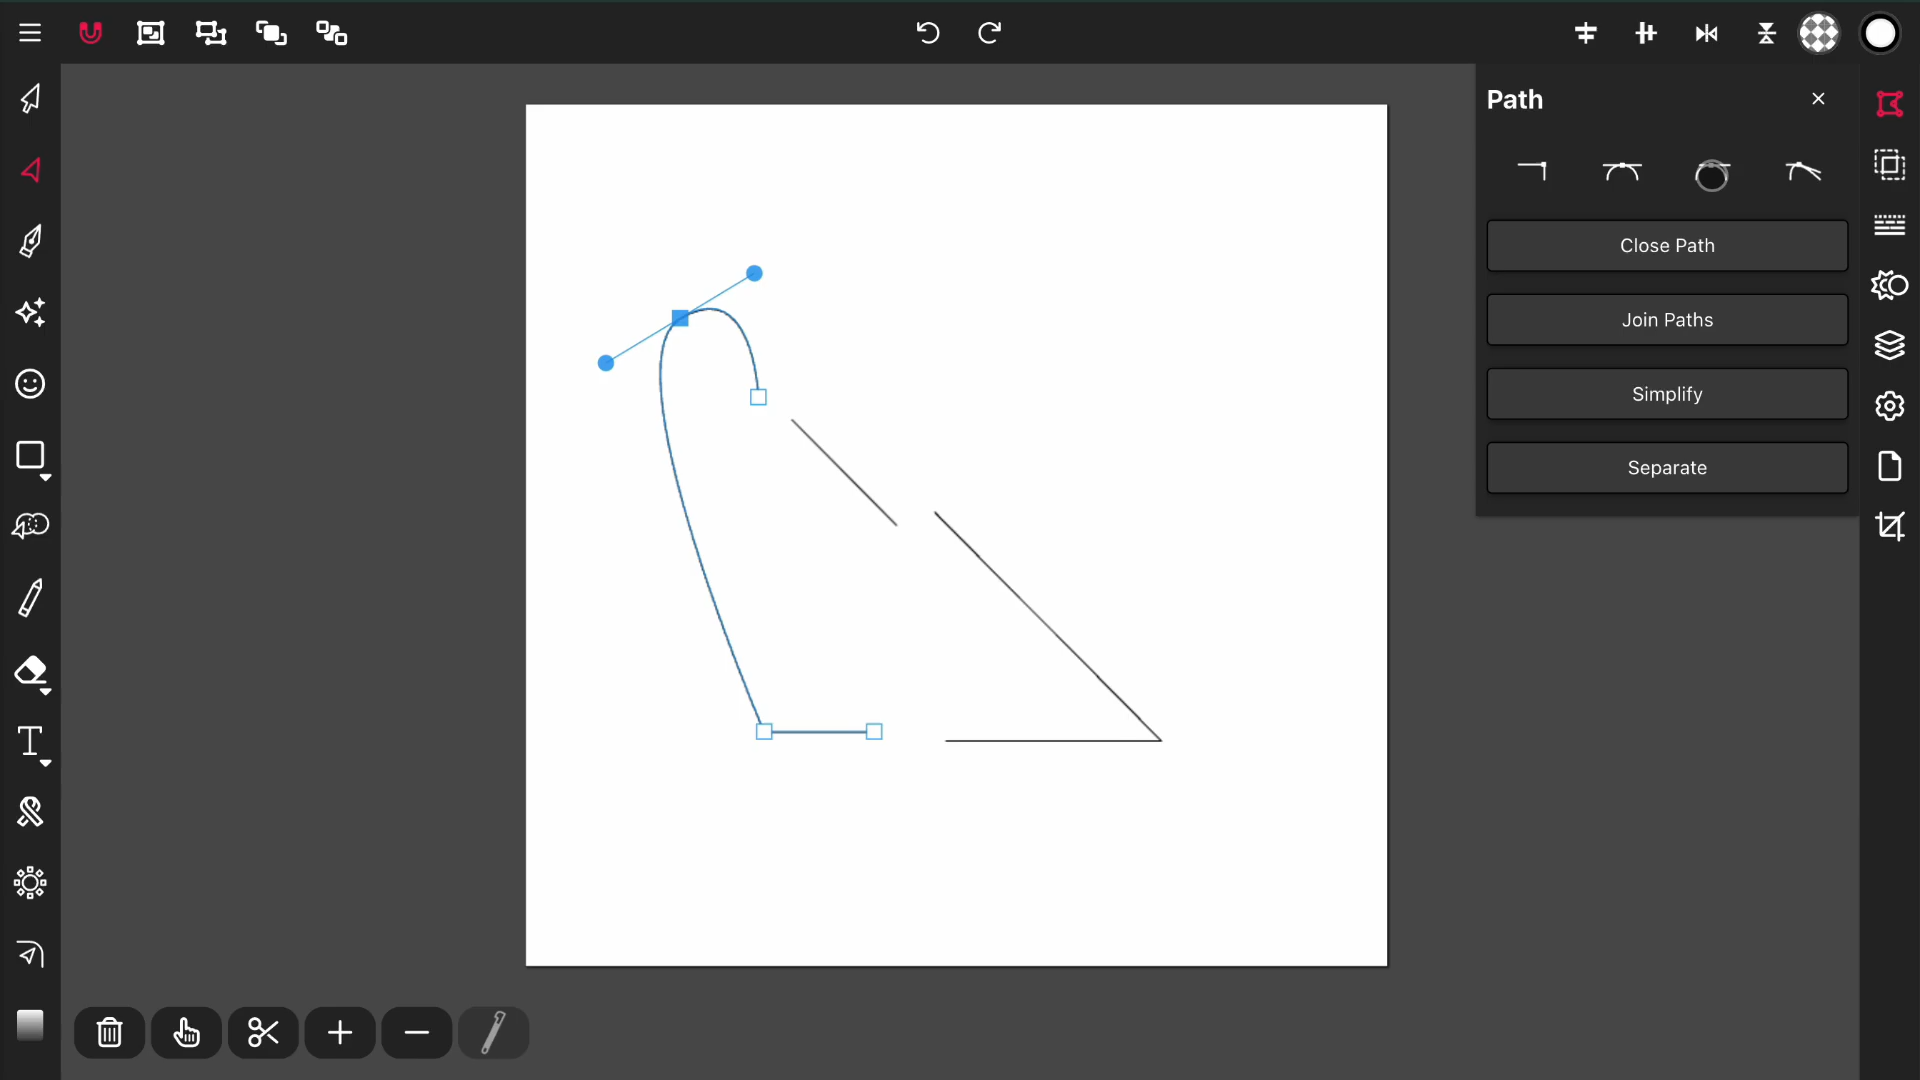 Path
Close Path
Join Paths
Simplify
Separate